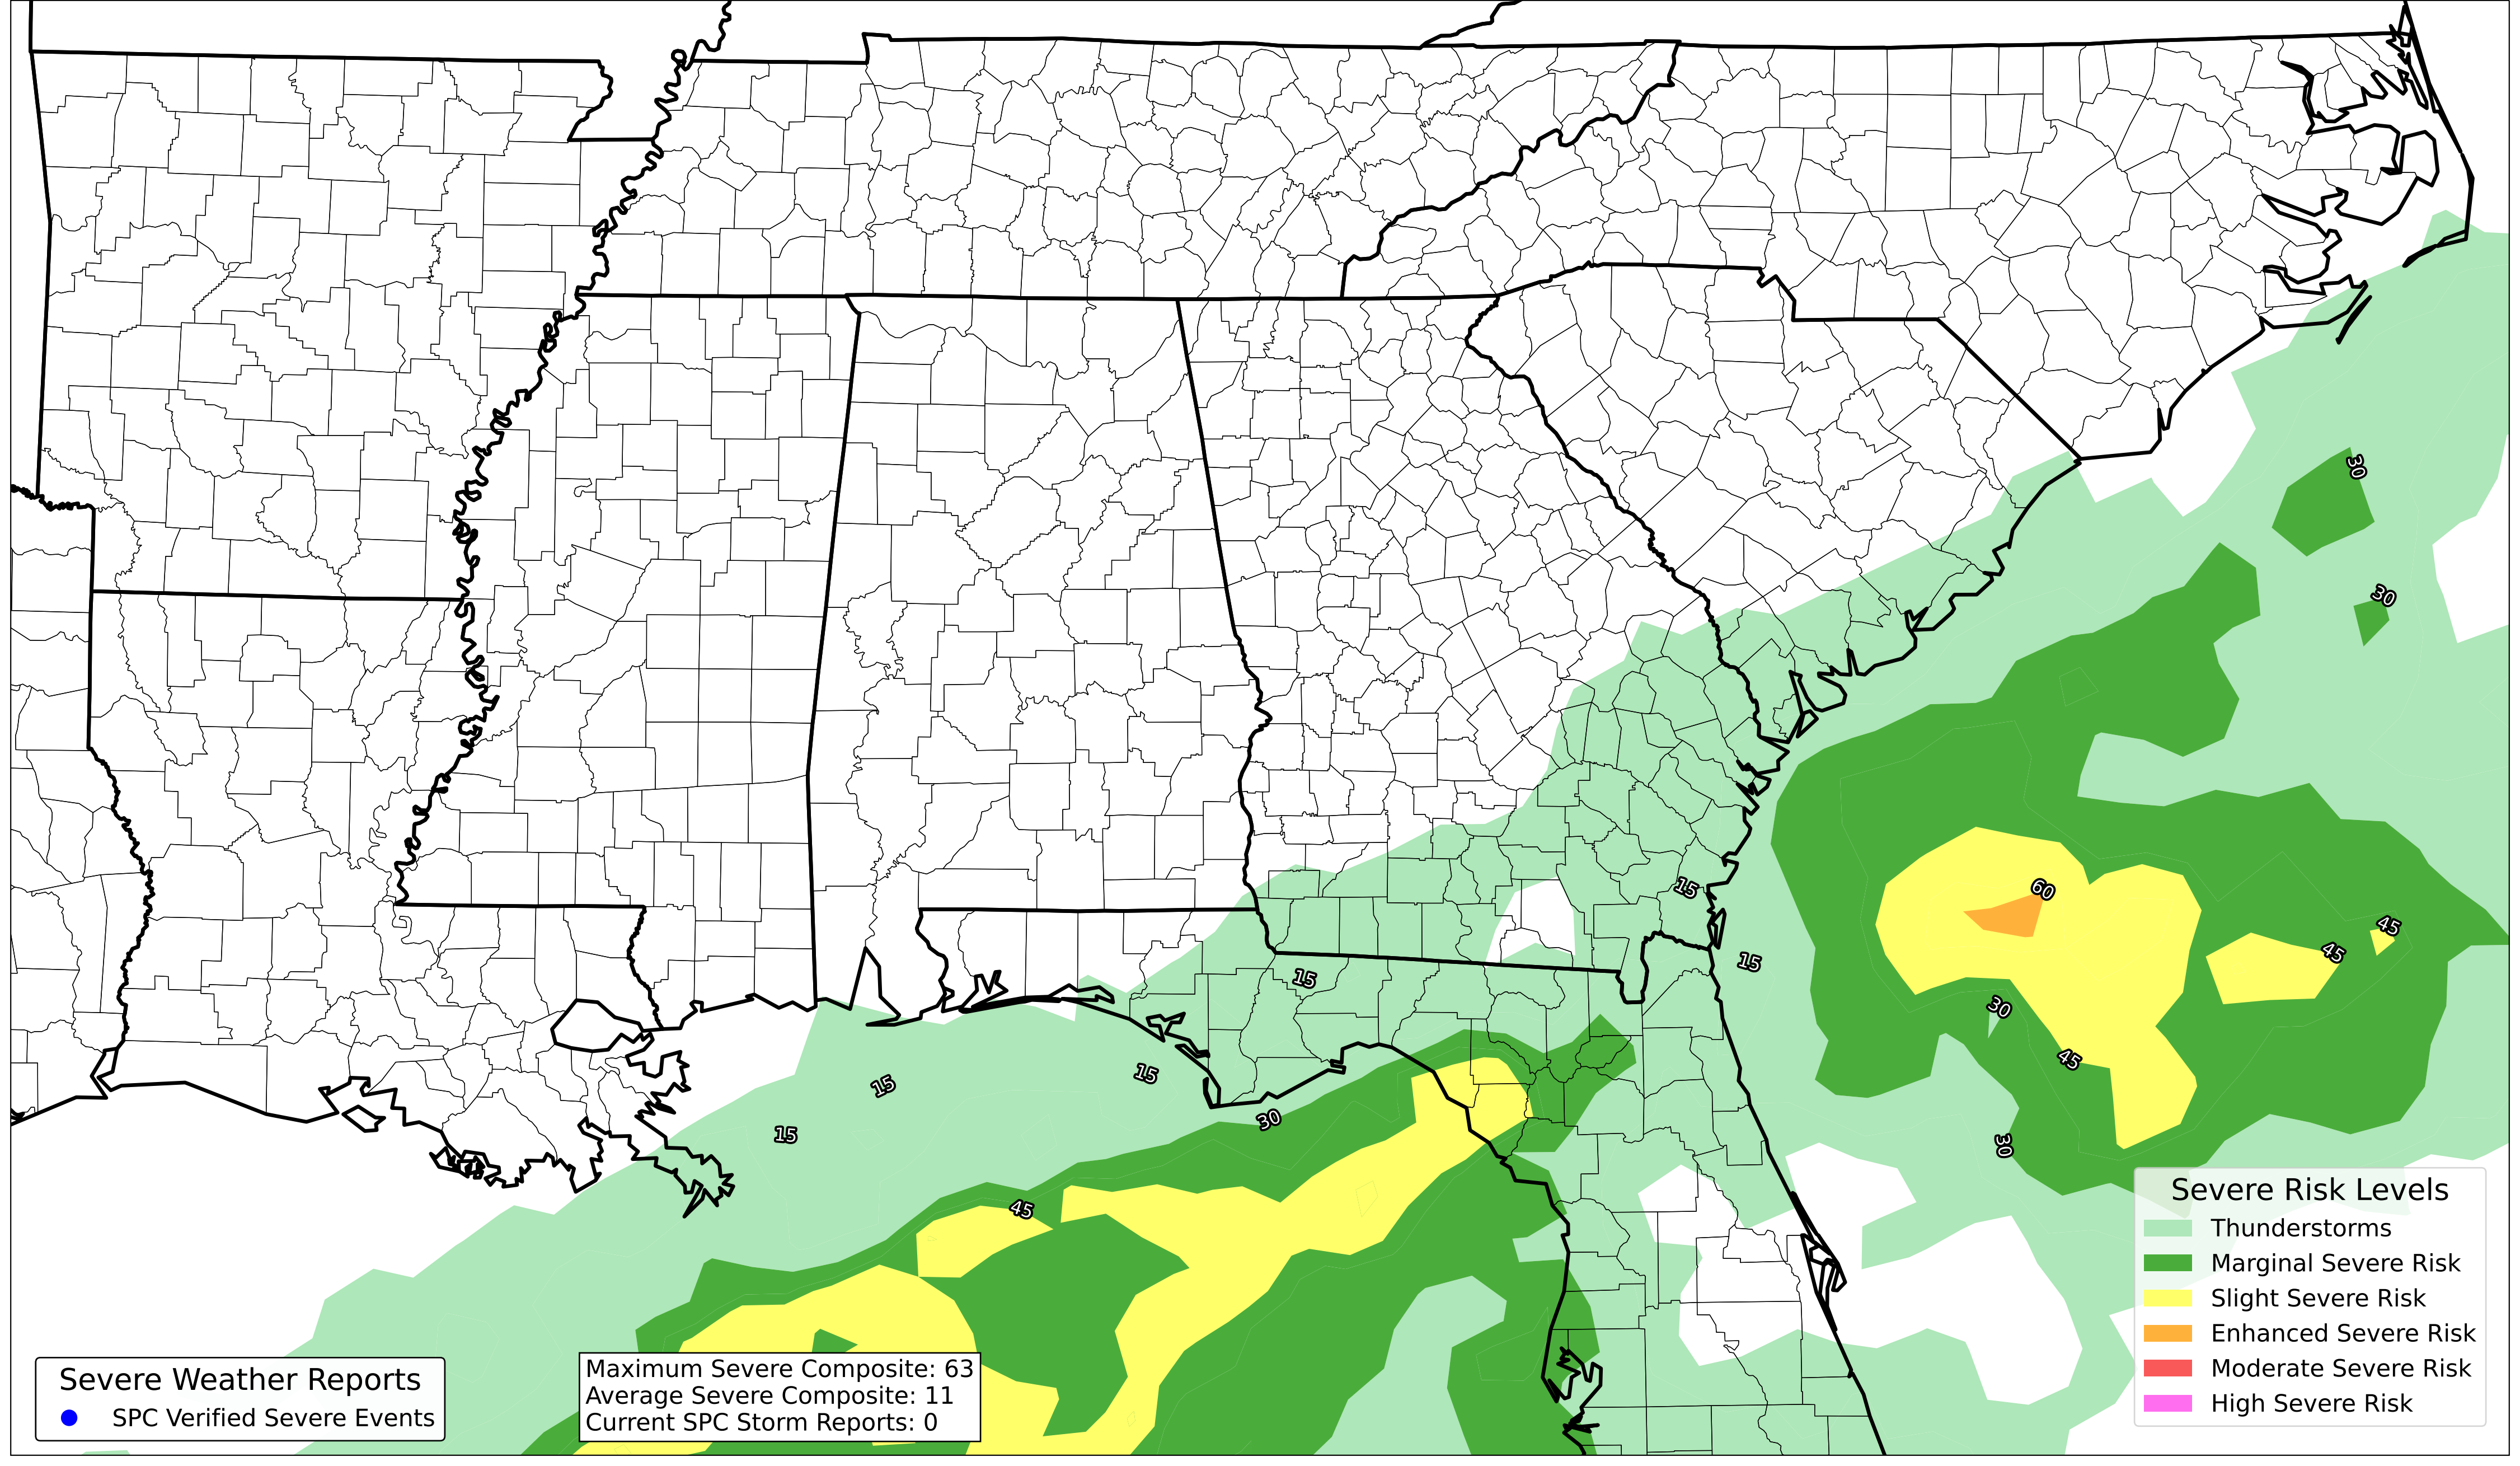 30
30
60
15
45
45
15
15
30
45
15
15
30
15
30
45
Severe Risk Levels
Thunderstorms
Marginal Severe Risk
Slight Severe Risk
Enhanced Severe Risk
Moderate Severe Risk
High Severe Risk
Severe Weather Reports
SPC Verified Severe Events
Maximum Severe Composite: 63
Average Severe Composite: 11
Current SPC Storm Reports: 0